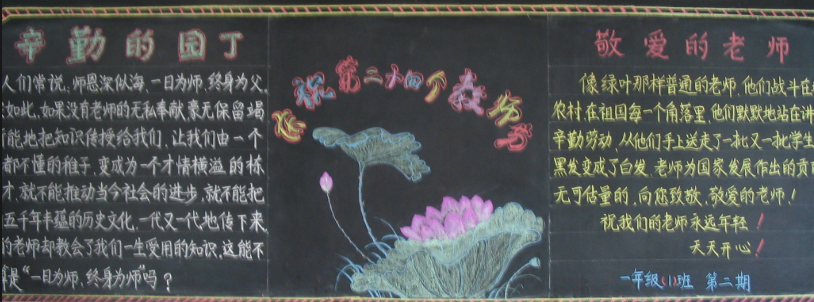 辛勤的园丁
人们常说:师恩深似海,一日为师,终身为父。
如此,如果没有老师的无私奉献,豪无保留竭
能地把知识传授给我们,让我们由一个
都不懂的稚子,变成为一个才情横溢的栋
才,就不能推动当今社会的进步,就不能把
五千年丰蕴的历史文化,一代又一代地传下来
的老师却教会了我们一生受用的知识,这能不
是“一日为师,终身为师”吗?
祝第二十四个教师节
敬爱的老师
像绿叶那样普通的老师,他们战斗在
农村,在祖国每一个角落里,他们默默地站在讲
辛勤劳动,从他们手上送走了一批又一批学生
黑发变成了白发,老师为国家发展作出的贡
无可估量的,向您致敬,敬爱的老师!
祝我们的老师永远年轻!
天天开心!
一年级(1)班 第二期